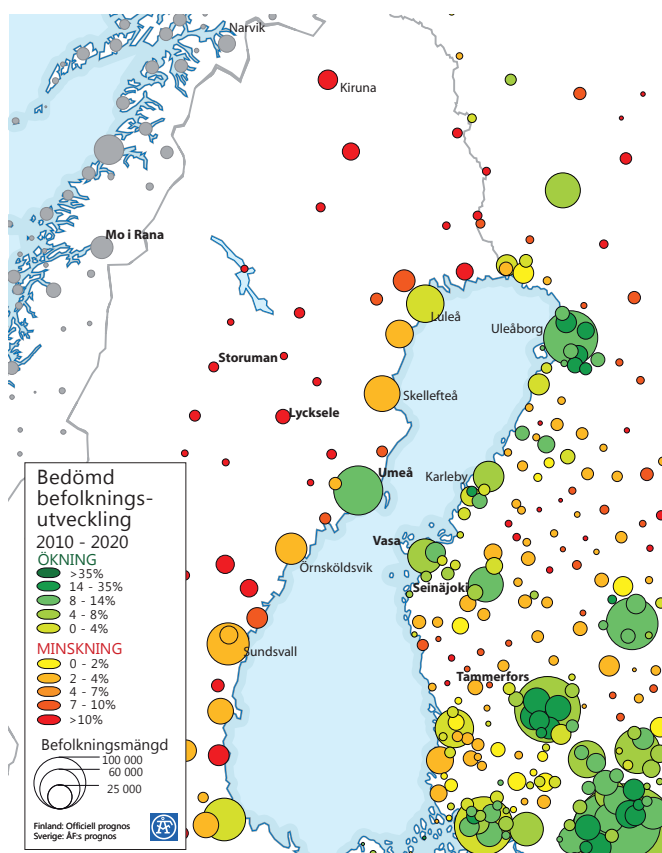 Narvik
Kiruna
Mo i Rana
Luleå
Uleåborg
Storuman
Skellefteå
Lycksele
Umeå
Karleby
Vasa
Örnsköldsvik
Seinäjoki
Sundsvall
Tammerfors
Bedömd
befolknings-
utveckling
2010 - 2020
ÖKNING
>35%
14 - 35%
8 - 14%
4 - 8%
0 - 4%
MINSKNING
0 - 2%
2 - 4%
4 - 7%
7 - 10%
>10%
Befolkningsmängd
100 000
60 000
25 000
Finland: Officiell prognos
Sverige: ÅF:s prognos
ÅF